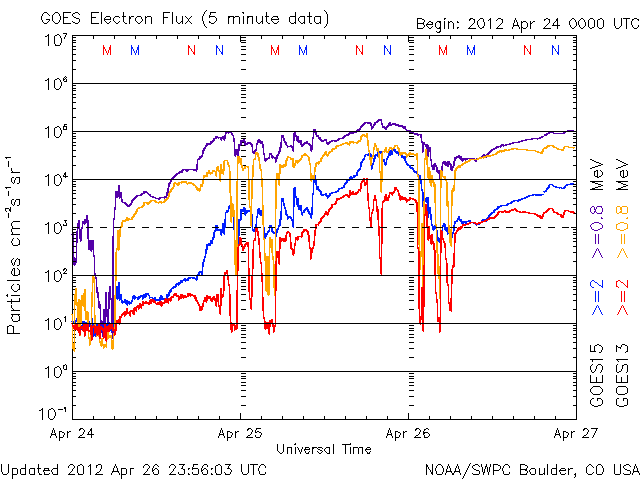 GOES Electron Flux (5 minute data)
Begin: 2012 Apr 24 0000 UTC
M M N N M M N N M M N N
10⁷
10⁶
10⁵
10⁴
10³
10²
10¹
10⁰
10⁻¹
Particles cm⁻²s⁻¹sr⁻¹
Apr 24 Apr 25 Apr 26 Apr 27
Universal Time
GOES15 >=2 >=0.8 MeV
GOES13 >=2 >=0.8 MeV
Updated 2012 Apr 26 23:56:03 UTC
NOAA/SWPC Boulder, CO USA